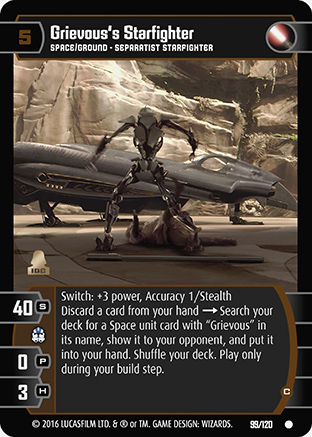 5
Grievous's Starfighter
SPACE/GROUND - SEPARATIST STARFIGHTER
IGC
40 S
0 P
3 H
Switch: +3 power, Accuracy 1/Stealth
Discard a card from your hand → Search your
deck for a Space unit card with "Grievous" in
its name, show it to your opponent, and put it
into your hand. Shuffle your deck. Play only
during your build step.
C
© 2016 LUCASFILM LTD. & ® OR TM. GAME DESIGN: WIZARDS.
99/120